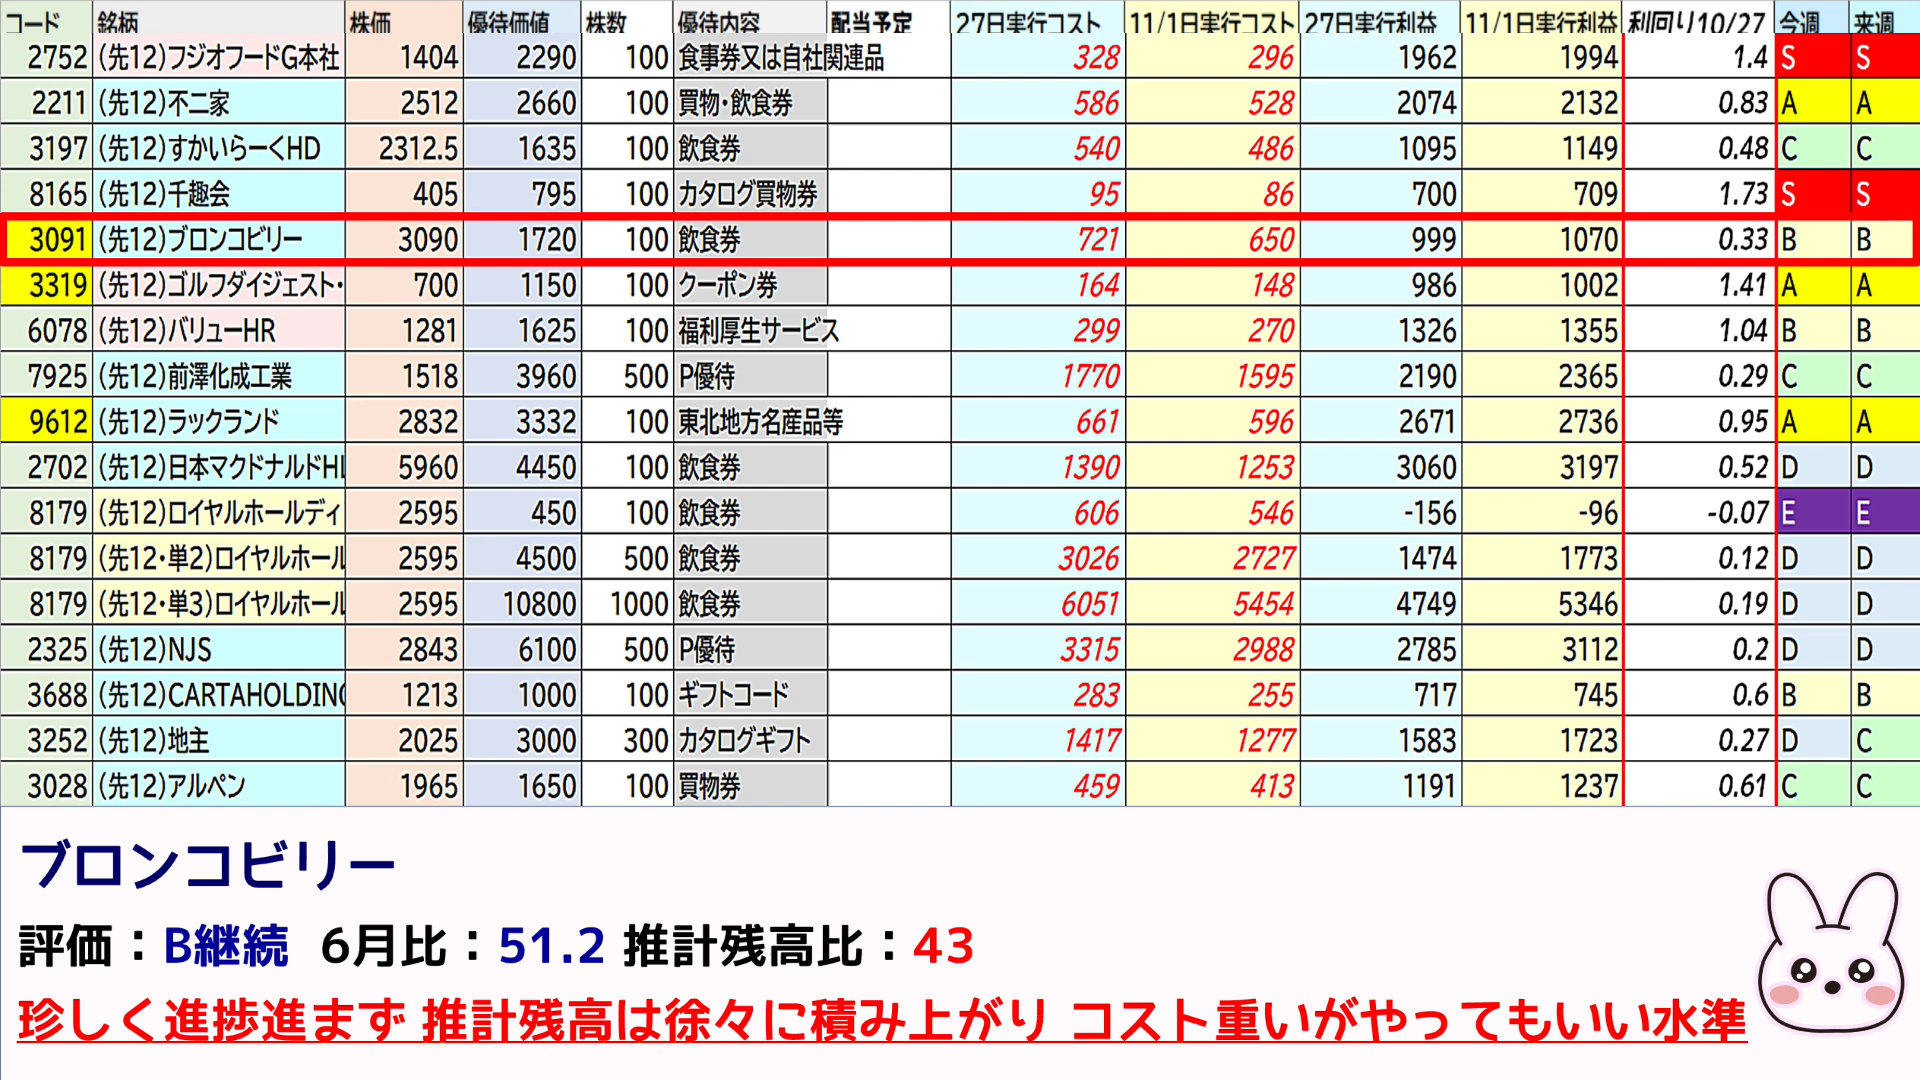 コード 銘柄 株価 優待価値 株数 優待内容 配当予定 27日実行コスト 11/1日実行コスト 27日実行利益 11/1日実行利益 利回り10/27 今週 来週
2752 (先12)フジオフードG本社 1404 2290 100 食事券又は自社関連品 328 296 1962 1994 1.4 S S
2211 (先12)不二家 2512 2660 100 買物・飲食券 586 528 2074 2132 0.83 A A
3197 (先12)すかいらーくHD 2312.5 1635 100 飲食券 540 486 1095 1149 0.48 C C
8165 (先12)千趣会 405 795 100 カタログ買物券 95 86 700 709 1.73 S S
3091 (先12)ブロンコビリー 3090 1720 100 飲食券 721 650 999 1070 0.33 B B
3319 (先12)ゴルフダイジェスト・ 700 1150 100 クーポン券 164 148 986 1002 1.41 A A
6078 (先12)バリューHR 1281 1625 100 福利厚生サービス 299 270 1326 1355 1.04 B B
7925 (先12)前澤化成工業 1518 3960 500 P優待 1770 1595 2190 2365 0.29 C C
9612 (先12)ラックランド 2832 3332 100 東北地方名産品等 661 596 2671 2736 0.95 A A
2702 (先12)日本マクドナルドHL 5960 4450 100 飲食券 1390 1253 3060 3197 0.52 D D
8179 (先12)ロイヤルホールディ 2595 450 100 飲食券 606 546 -156 -96 -0.07 E E
8179 (先12・単2)ロイヤルホール 2595 4500 500 飲食券 3026 2727 1474 1773 0.12 D D
8179 (先12・単3)ロイヤルホール 2595 10800 1000 飲食券 6051 5454 4749 5346 0.19 D D
2325 (先12)NJS 2843 6100 500 P優待 3315 2988 2785 3112 0.2 D D
3688 (先12)CARTAHOLDING 1213 1000 100 ギフトコード 283 255 717 745 0.6 B B
3252 (先12)地主 2025 3000 300 カタログギフト 1417 1277 1583 1723 0.27 D C
3028 (先12)アルペン 1965 1650 100 買物券 459 413 1191 1237 0.61 C C
ブロンコビリー
評価：B継続 6月比：51.2 推計残高比：43
珍しく進捗進まず 推計残高は徐々に積み上がり コスト重いがやってもいい水準